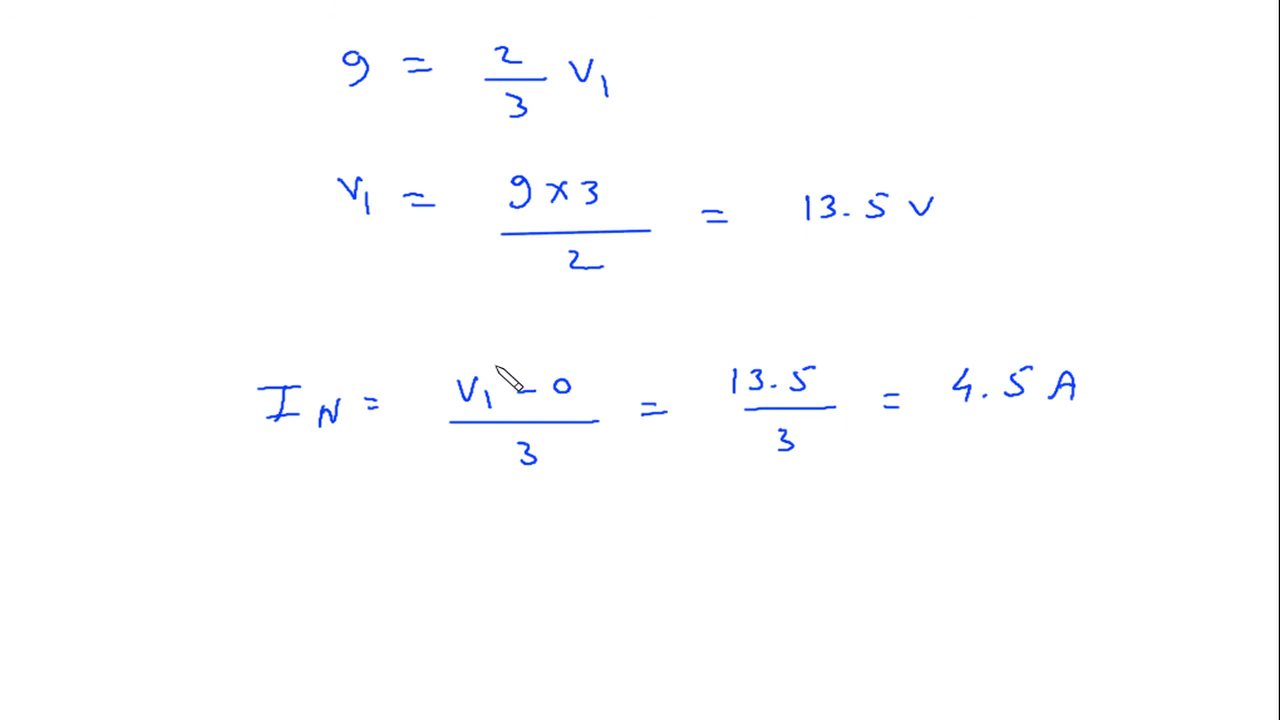 9 = 2/3 V1
V1 = 9 × 3 / 2 = 13.5 V
IN = V1 - 0 / 3 = 13.5 / 3 = 4.5 A